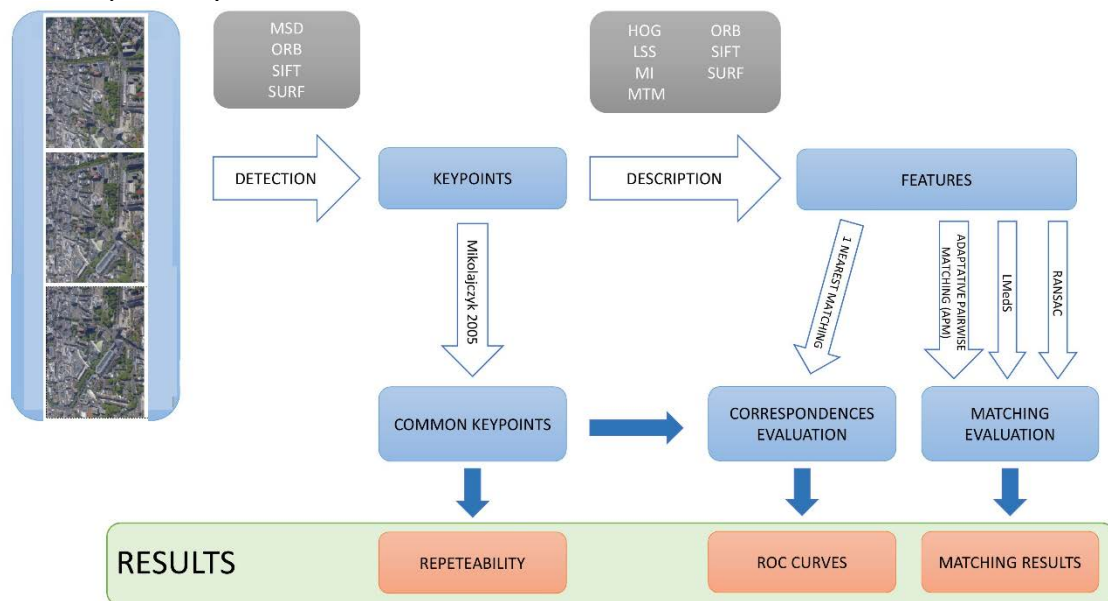 MSD
ORB
SIFT
SURF
HOG ORB
LSS SIFT
MI SURF
MTM
DETECTION
KEYPOINTS
DESCRIPTION
FEATURES
Mikolajczyk 2005
1 NEAREST MATCHING
ADAPTATIVE PAIRWISE
MATCHING (APM)
LMedS
RANSAC
COMMON KEYPOINTS
CORRESPONDENCES
EVALUATION
MATCHING
EVALUATION
RESULTS
REPETEABILITY
ROC CURVES
MATCHING RESULTS